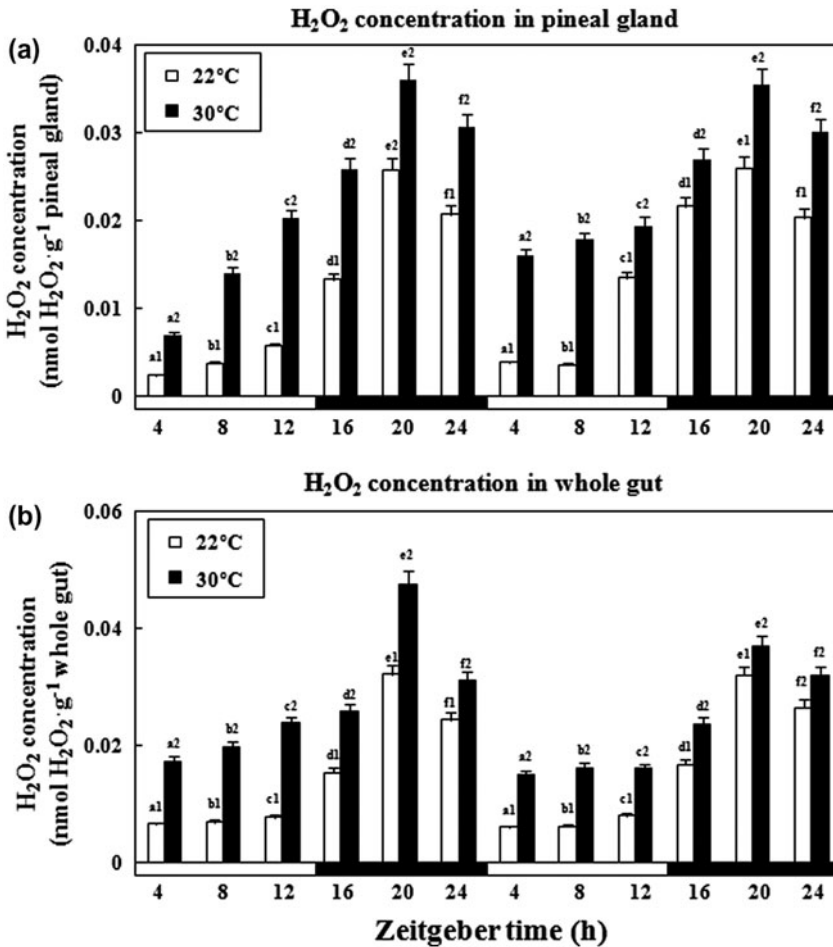 H₂O₂ concentration in pineal gland
(a)
0.04
0.03
0.02
0.01
0
H₂O₂ concentration
(nmol H₂O₂·g⁻¹ pineal gland)
22°C
30°C
a1 a2 b1 b2 c1 c2 d1 d2 e2 e2 f1 f2 a1 a2 b1 b2 c1 c2 d1 d2 e1 e2 f1 f2
4 8 12 16 20 24 4 8 12 16 20 24
H₂O₂ concentration in whole gut
(b)
0.06
0.04
0.02
0
H₂O₂ concentration
(nmol H₂O₂·g⁻¹ whole gut)
22°C
30°C
a1 a2 b1 b2 c1 c2 d1 d2 e1 e2 f1 f2 a1 a2 b1 b2 c1 c2 d1 d2 e1 e2 f2 f2
4 8 12 16 20 24 4 8 12 16 20 24
Zeitgeber time (h)